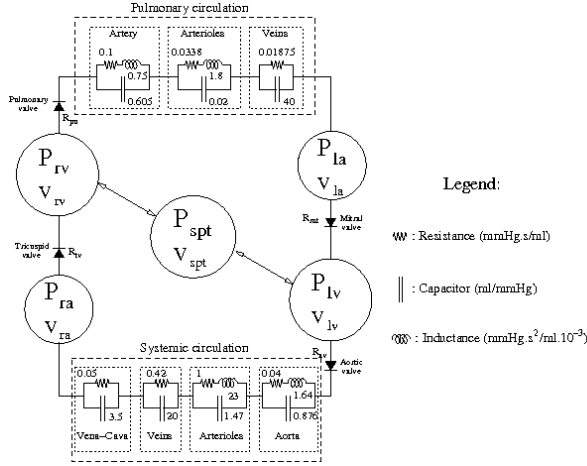 Pulmonary circulation
Artery Arterioles Veins
0.1 0.0338 0.01875
0.75 1.8
0.605 0.02 40
Pulmonary valve
R_pu
P_rv
V_rv
P_la
V_la
Legend:
P_spt
V_spt
R_mt Mitral valve
: Resistance (mmHg.s/ml)
Tricuspid valve
R_tv
P_ra
V_ra
P_lv
V_lv
: Capacitor (ml/mmHg)
: Inductance (mmHg.s²/ml.10⁻³)
Systemic circulation
R_av
Aortic valve
0.05 0.42 1 0.04
23 1.64
3.5 20 1.47 0.876
Vena-Cava Veins Arterioles Aorta